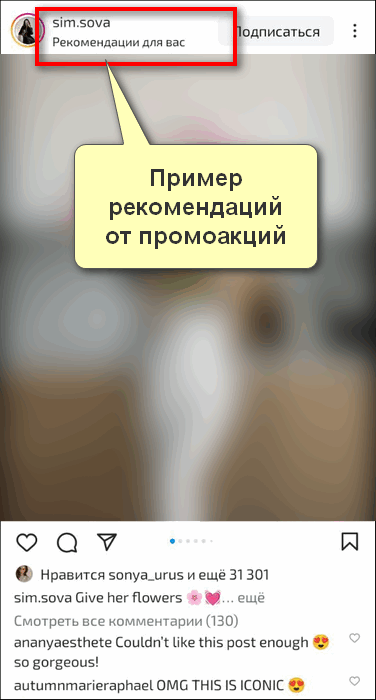 sim.sova
Рекомендации для вас
Подписаться
Пример
рекомендаций
от промоакций
Нравится sonya_urus и ещё 31 301
sim.sova Give her flowers 🌸💓... ещё
Смотреть все комментарии (130)
ananyaesthete Couldn't like this post enough 😍
so gorgeous!
autumnmarieraphael OMG THIS IS ICONIC 😍